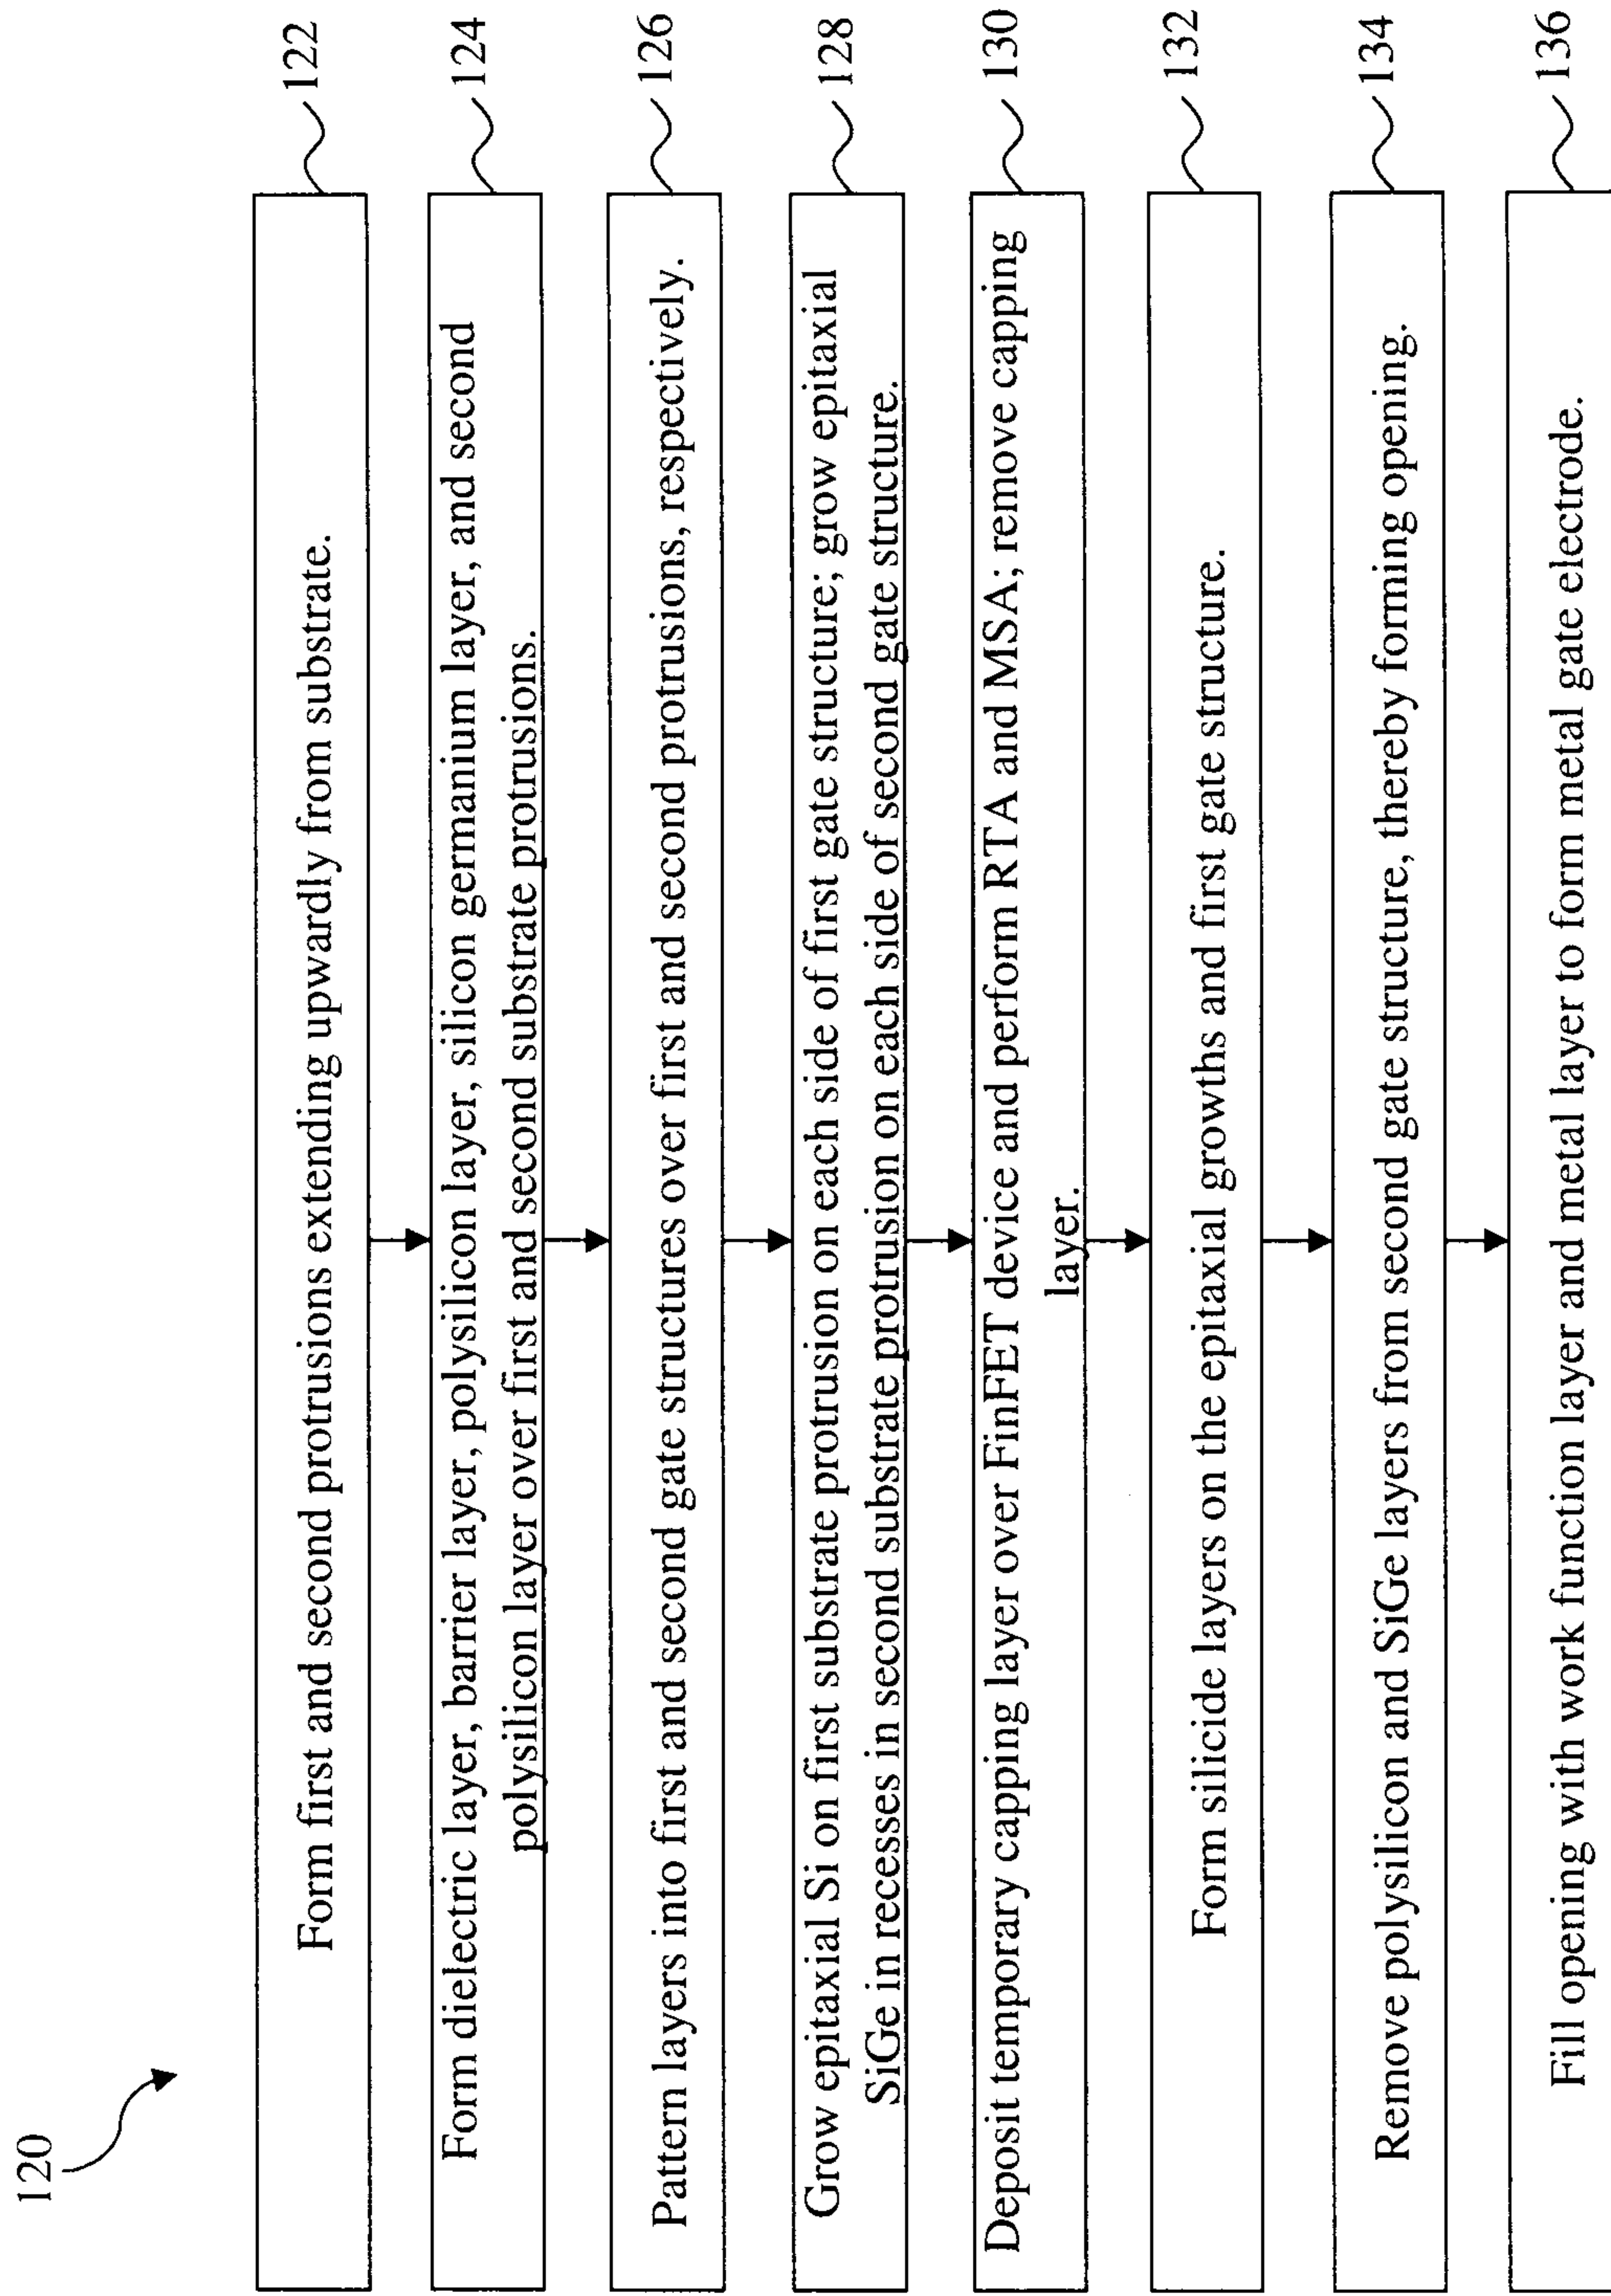 120
Form first and second protrusions extending upwardly from substrate.
122
Form dielectric layer, barrier layer, polysilicon layer, silicon germanium layer, and second
polysilicon layer over first and second substrate protrusions.
124
Pattern layers into first and second gate structures over first and second protrusions, respectively.
126
Grow epitaxial Si on first substrate protrusion on each side of first gate structure; grow epitaxial
SiGe in recesses in second substrate protrusion on each side of second gate structure.
128
Deposit temporary capping layer over FinFET device and perform RTA and MSA; remove capping
layer.
130
Form silicide layers on the epitaxial growths and first gate structure.
132
Remove polysilicon and SiGe layers from second gate structure, thereby forming opening.
134
Fill opening with work function layer and metal layer to form metal gate electrode.
136